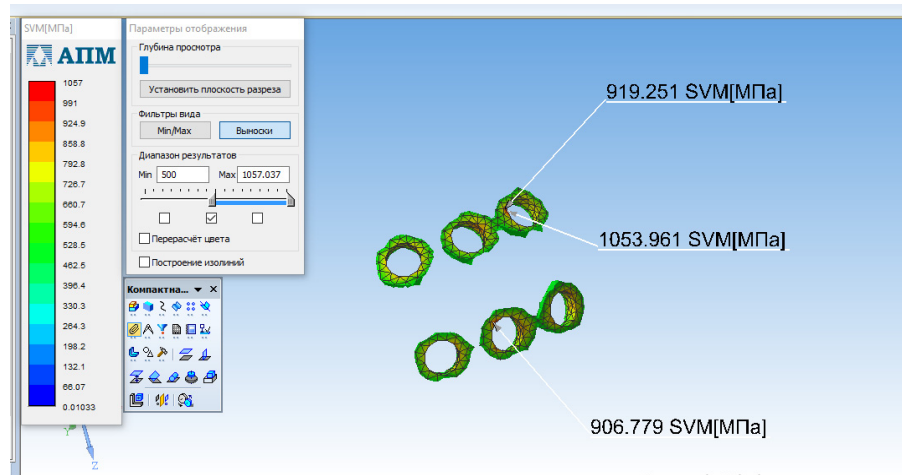 SVM[МПа]
АПМ
1057
991
924.9
858.8
792.8
726.7
660.7
594.6
528.5
462.5
396.4
330.3
264.3
198.2
132.1
66.07
0.01033
Параметры отображения
Глубина просмотра
Установить плоскость разреза
Фильтры вида
Min/Max
Выноски
Диапазон результатов
Min 500 Max 1057.037
Перерасчёт цвета
Построение изолиний
Компактна...
919.251 SVM[МПа]
1053.961 SVM[МПа]
906.779 SVM[МПа]
Y
Z